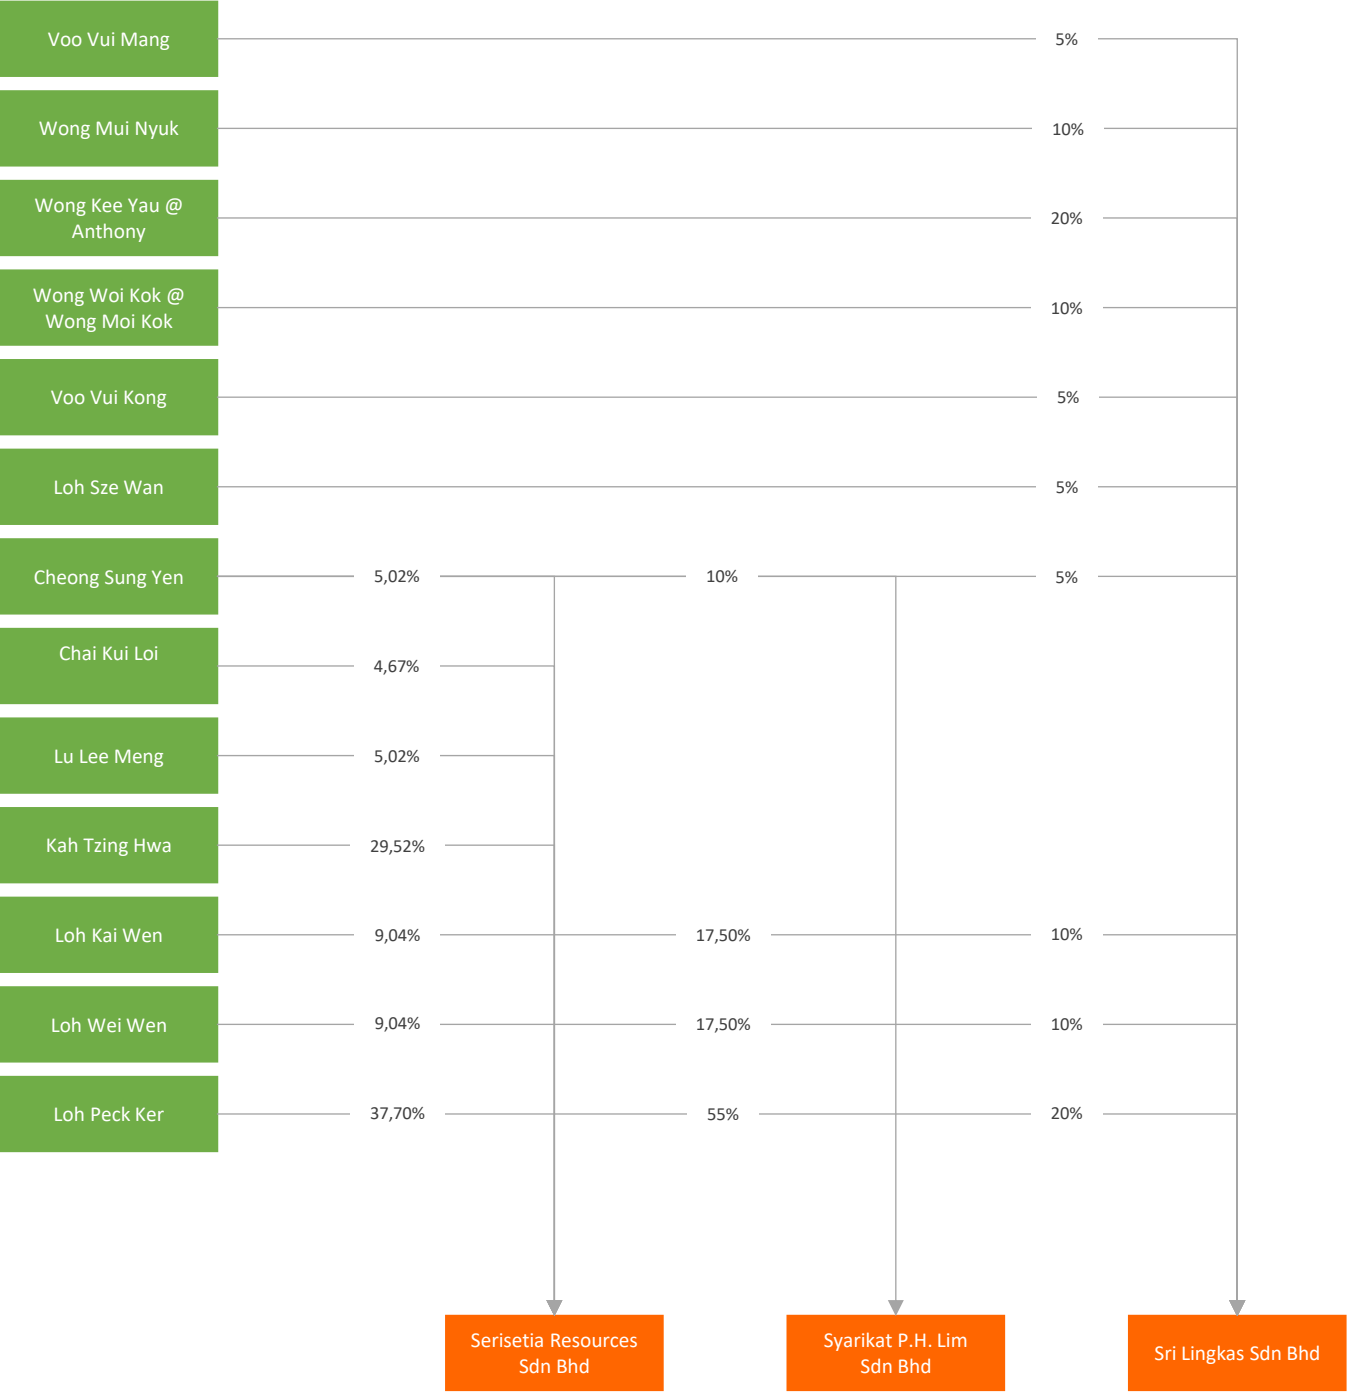 Voo Vui Mang
5%
Wong Mui Nyuk
10%
Wong Kee Yau @
Anthony
20%
Wong Woi Kok @
Wong Moi Kok
10%
Voo Vui Kong
5%
Loh Sze Wan
5%
Cheong Sung Yen
5,02%
10%
5%
Chai Kui Loi
4,67%
Lu Lee Meng
5,02%
Kah Tzing Hwa
29,52%
Loh Kai Wen
9,04%
17,50%
10%
Loh Wei Wen
9,04%
17,50%
10%
Loh Peck Ker
37,70%
55%
20%
Serisetia Resources
Sdn Bhd
Syarikat P.H. Lim
Sdn Bhd
Sri Lingkas Sdn Bhd